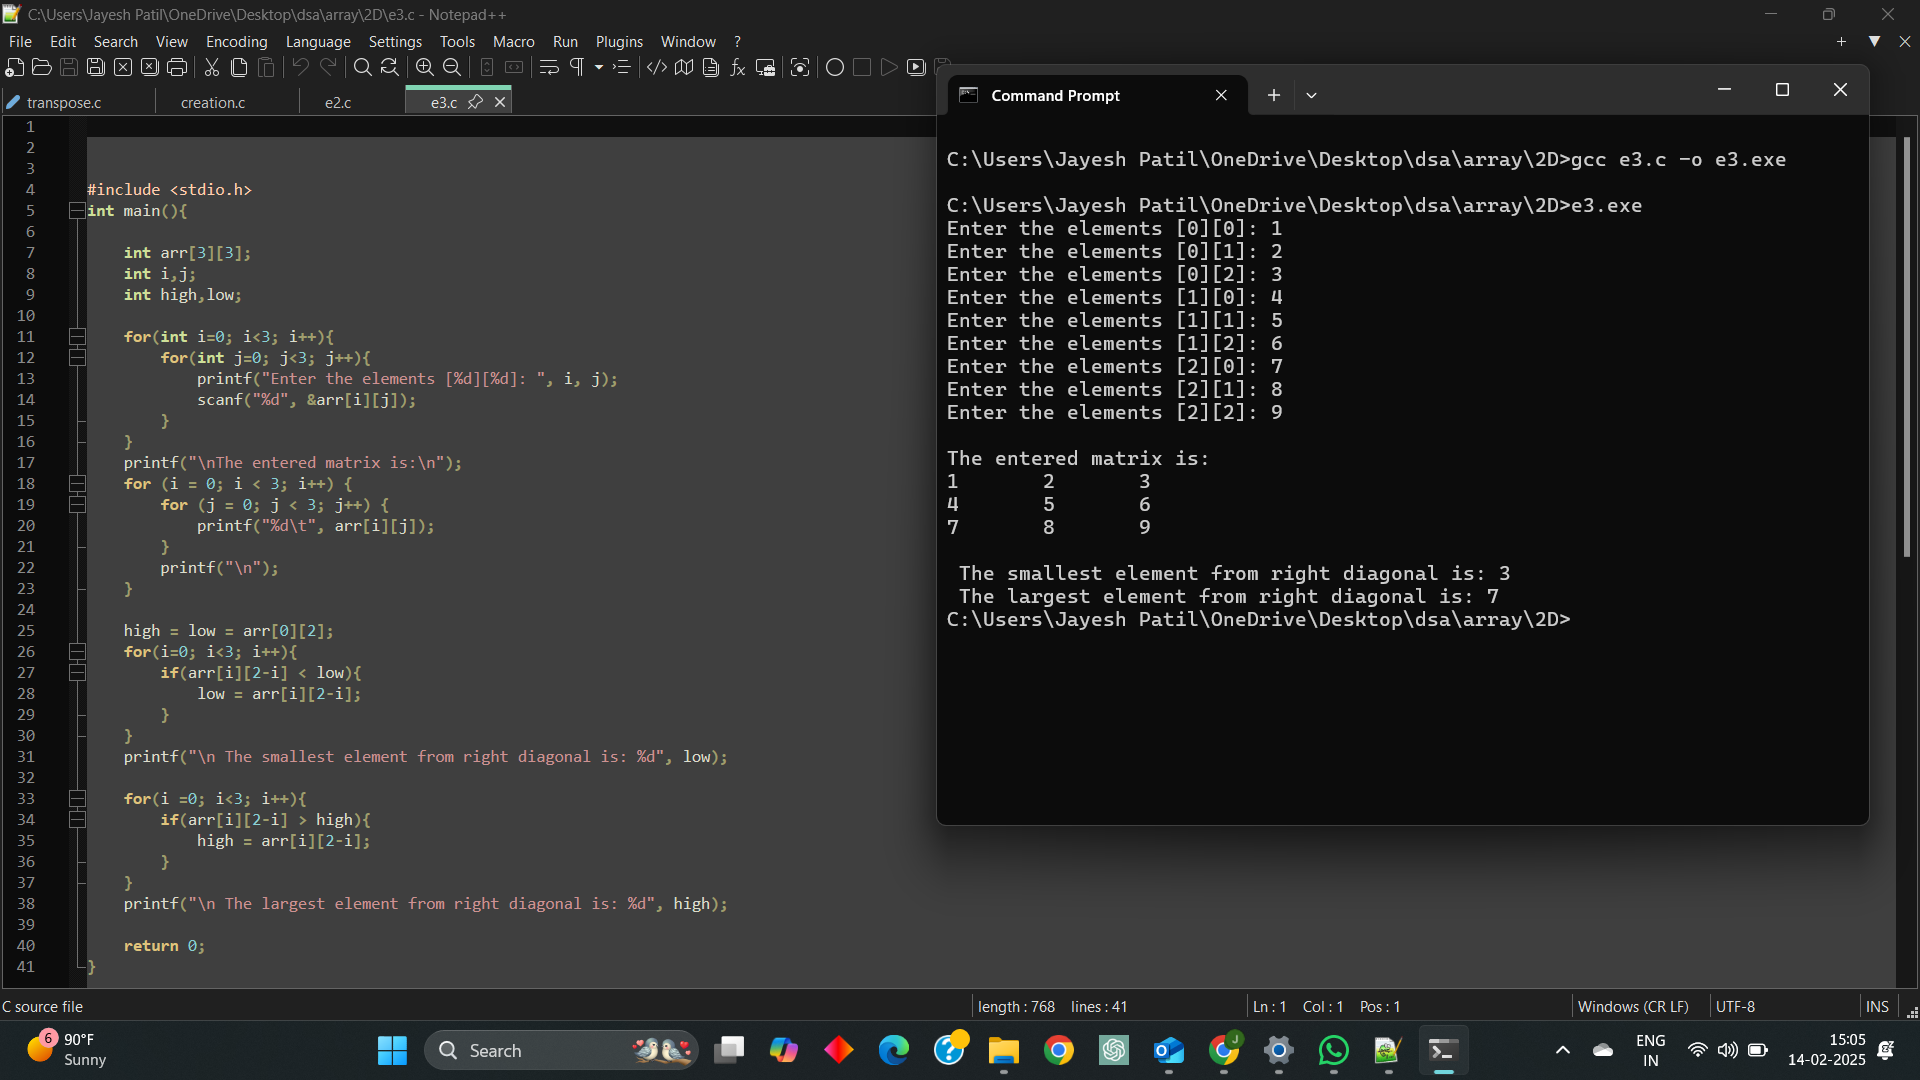 C:\Users\Jayesh Patil\OneDrive\Desktop\dsa\array\2D\e3.c - Notepad++
File Edit Search View Encoding Language Settings Tools Macro Run Plugins Window ?
transpose.c creation.c e2.c e3.c
1
2
3
4 #include <stdio.h>
5 int main(){
6
7 int arr[3][3];
8 int i,j;
9 int high,low;
10
11 for(int i=0; i<3; i++){
12 for(int j=0; j<3; j++){
13 printf("Enter the elements [%d][%d]: ", i, j);
14 scanf("%d", &arr[i][j]);
15 }
16 }
17 printf("\nThe entered matrix is:\n");
18 for (i = 0; i < 3; i++) {
19 for (j = 0; j < 3; j++) {
20 printf("%d\t", arr[i][j]);
21 }
22 printf("\n");
23 }
24
25 high = low = arr[0][2];
26 for(i=0; i<3; i++){
27 if(arr[i][2-i] < low){
28 low = arr[i][2-i];
29 }
30 }
31 printf("\n The smallest element from right diagonal is: %d", low);
32
33 for(i =0; i<3; i++){
34 if(arr[i][2-i] > high){
35 high = arr[i][2-i];
36 }
37 }
38 printf("\n The largest element from right diagonal is: %d", high);
39
40 return 0;
41 }
Command Prompt
C:\Users\Jayesh Patil\OneDrive\Desktop\dsa\array\2D>gcc e3.c -o e3.exe
C:\Users\Jayesh Patil\OneDrive\Desktop\dsa\array\2D>e3.exe
Enter the elements [0][0]: 1
Enter the elements [0][1]: 2
Enter the elements [0][2]: 3
Enter the elements [1][0]: 4
Enter the elements [1][1]: 5
Enter the elements [1][2]: 6
Enter the elements [2][0]: 7
Enter the elements [2][1]: 8
Enter the elements [2][2]: 9
The entered matrix is:
1 2 3
4 5 6
7 8 9
The smallest element from right diagonal is: 3
The largest element from right diagonal is: 7
C:\Users\Jayesh Patil\OneDrive\Desktop\dsa\array\2D>
C source file length : 768 lines : 41 Ln : 1 Col : 1 Pos : 1 Windows (CR LF) UTF-8 INS
6 90°F
Sunny
Search
J
ENG
IN
15:05
14-02-2025